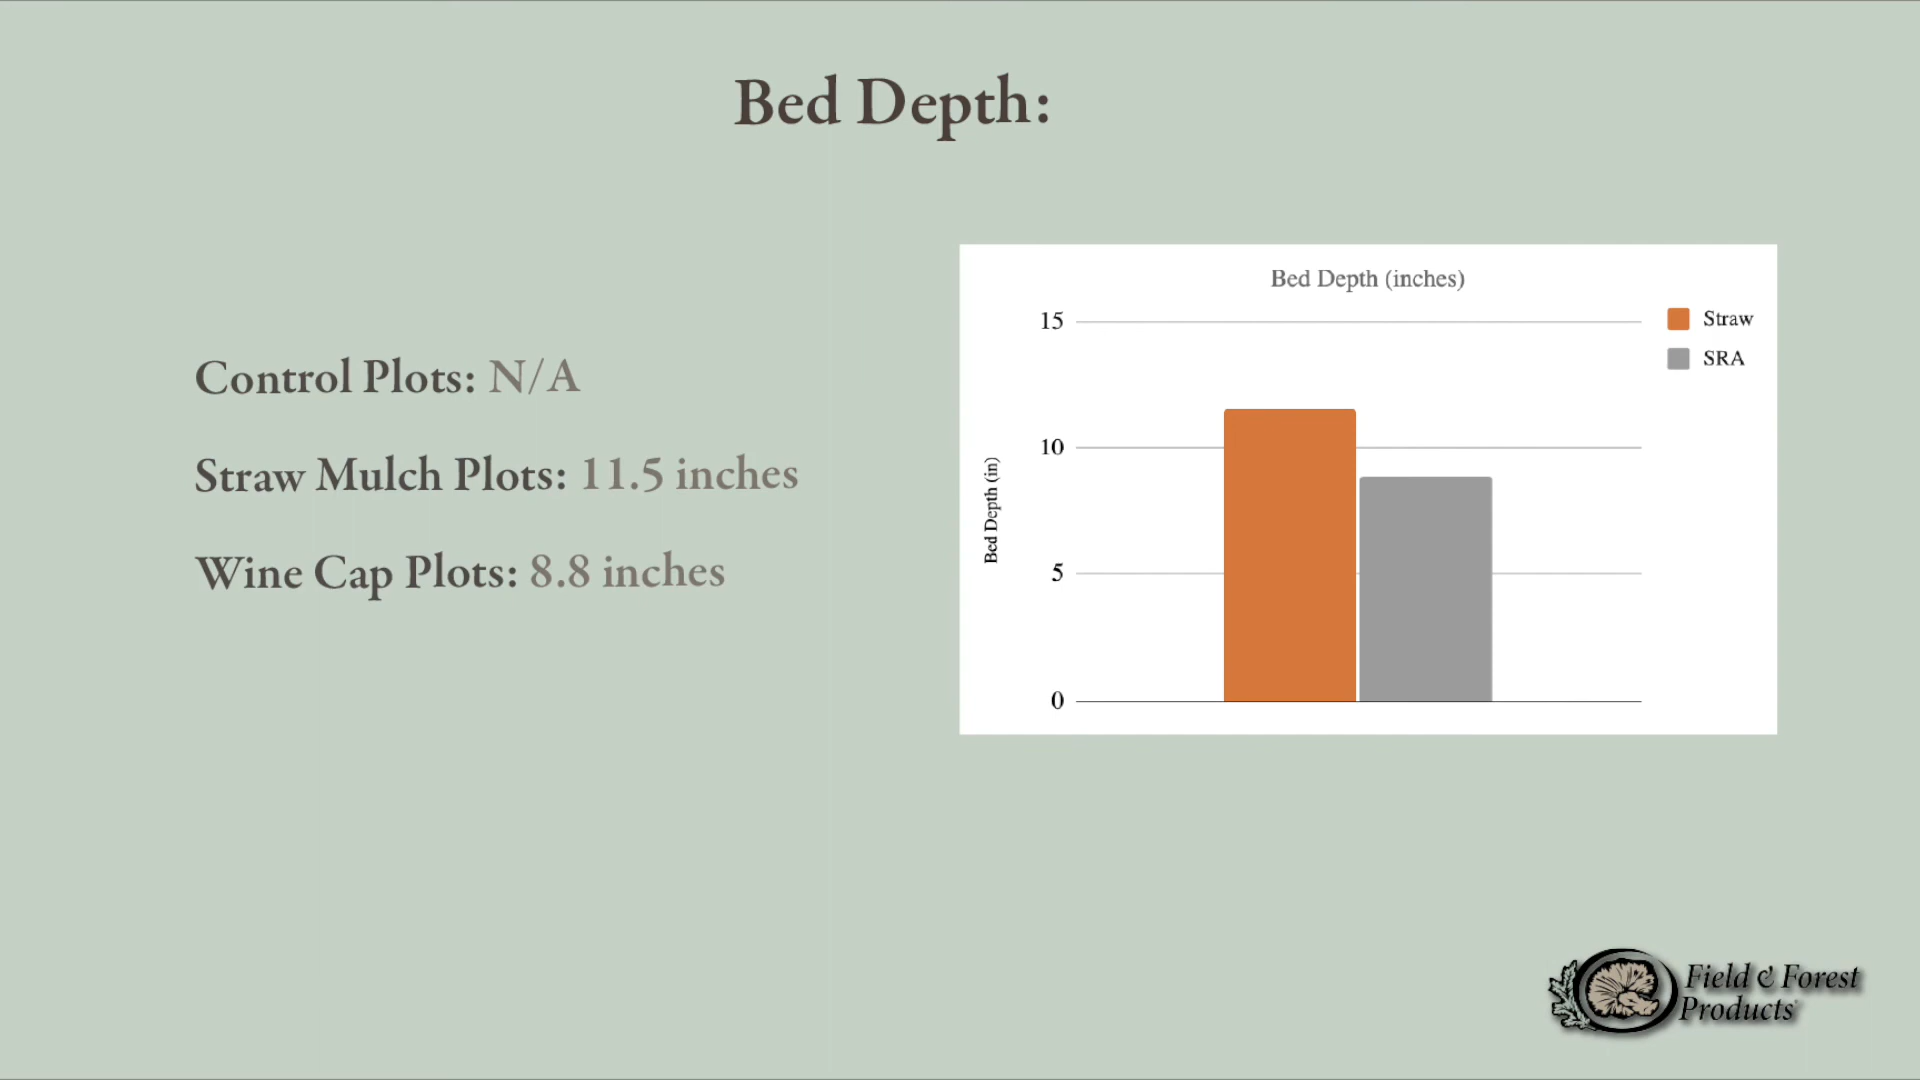 Bed Depth:
Control Plots: N/A
Straw Mulch Plots: 11.5 inches
Wine Cap Plots: 8.8 inches
Bed Depth (inches)
15
10
5
0
Bed Depth (in)
Straw
SRA
Field & Forest
Products